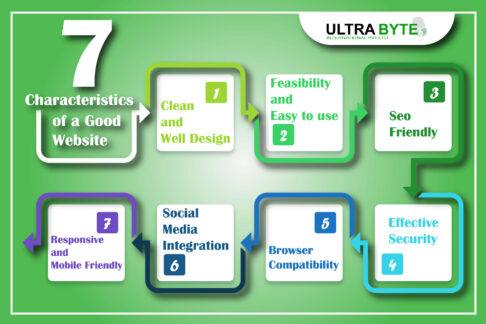 ULTRA BYTE
INTERNATIONAL PVT LTD
7
Characteristics
of a Good
Website
1
Clean
and
Well Design
Feasibility
and
Easy to use
2
3
Seo
Friendly
Effective
Security
4
5
Browser
Compatibility
Social
Media
Integration
6
7
Responsive
and
Mobile Friendly